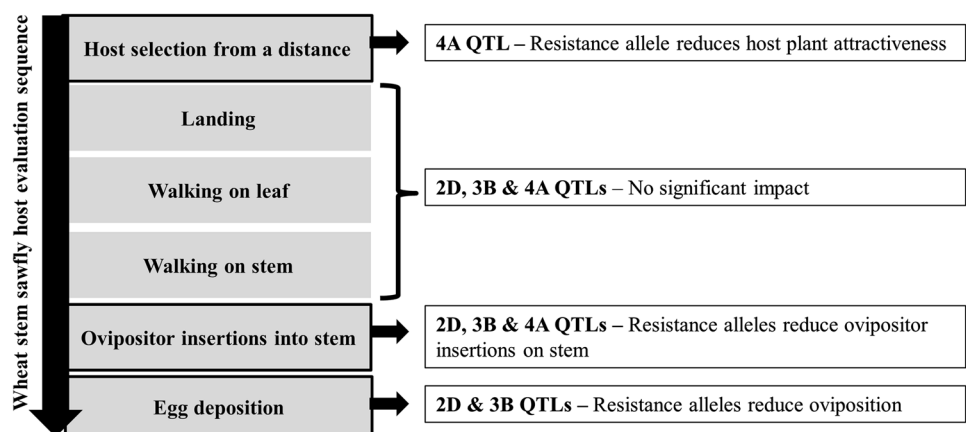 Wheat stem sawfly host evaluation sequence
Host selection from a distance
4A QTL – Resistance allele reduces host plant attractiveness
Landing
Walking on leaf
Walking on stem
2D, 3B & 4A QTLs – No significant impact
Ovipositor insertions into stem
2D, 3B & 4A QTLs – Resistance alleles reduce ovipositor
insertions on stem
Egg deposition
2D & 3B QTLs – Resistance alleles reduce oviposition